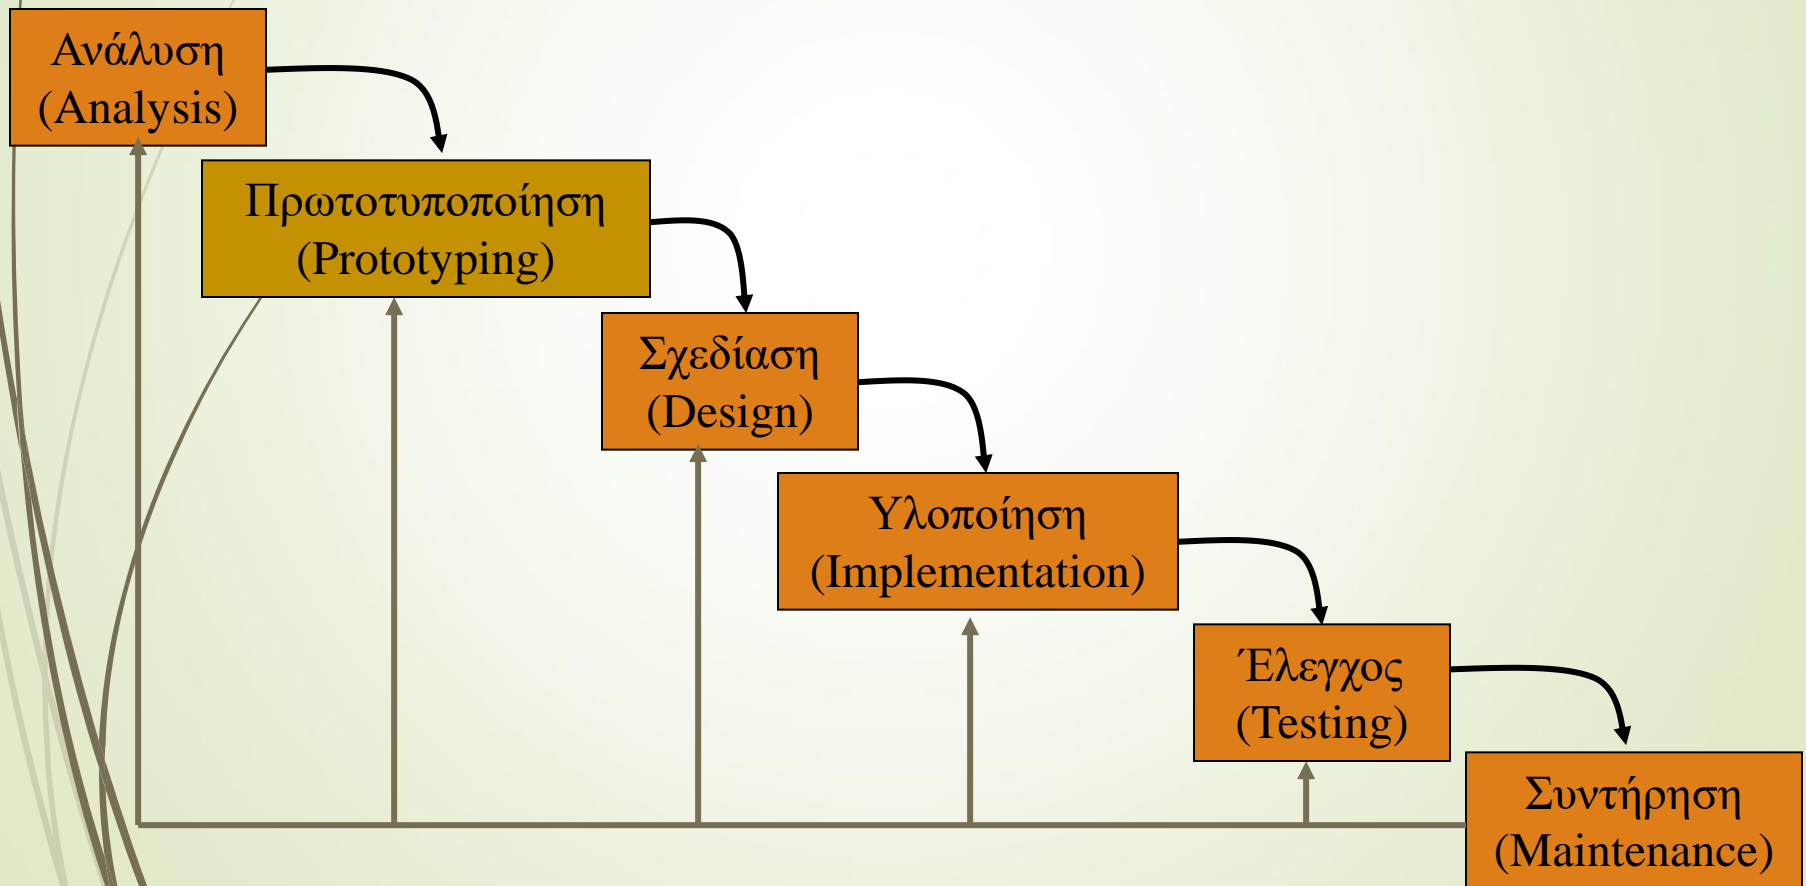 Ανάλυση
(Analysis)
Πρωτοτυποποίηση
(Prototyping)
Σχεδίαση
(Design)
Υλοποίηση
(Implementation)
Έλεγχος
(Testing)
Συντήρηση
(Maintenance)